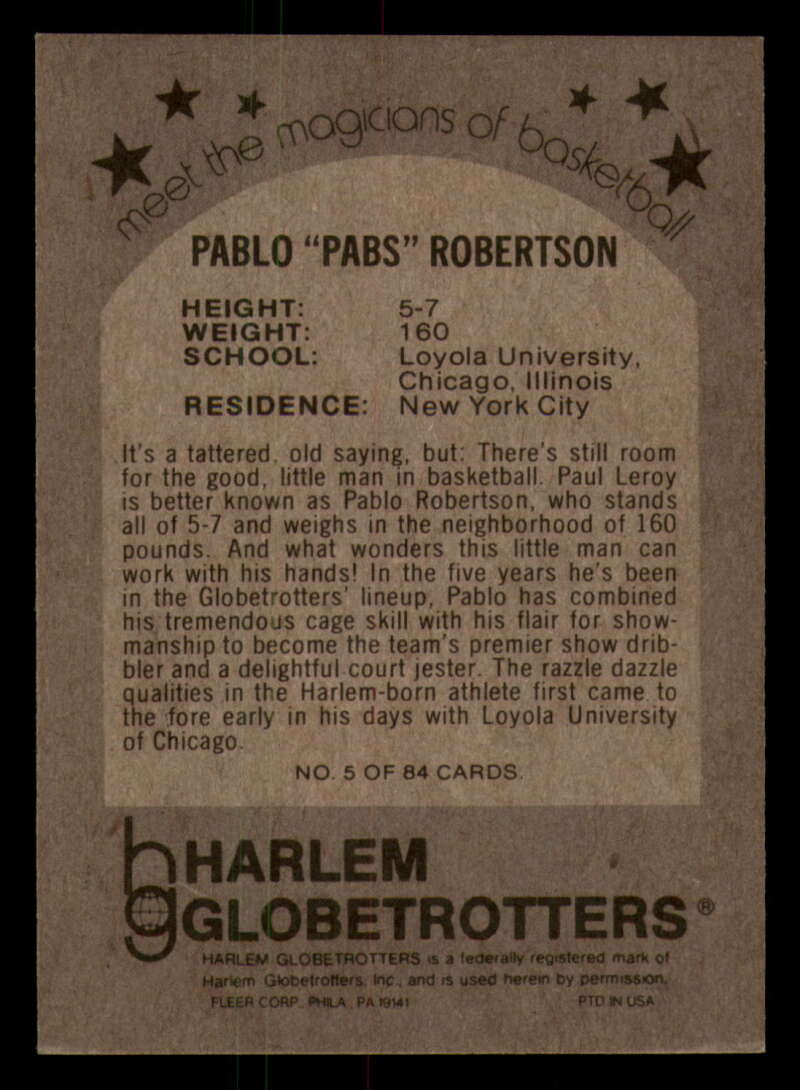 meet the magicians of basketball
PABLO “PABS” ROBERTSON
HEIGHT: 5-7
WEIGHT: 160
SCHOOL: Loyola University,
Chicago, Illinois
RESIDENCE: New York City
It's a tattered, old saying, but: There's still room
for the good, little man in basketball. Paul Leroy
is better known as Pablo Robertson, who stands
all of 5-7 and weighs in the neighborhood of 160
pounds. And what wonders this little man can
work with his hands! In the five years he's been
in the Globetrotters' lineup, Pablo has combined
his tremendous cage skill with his flair for show-
manship to become the team's premier show drib-
bler and a delightful court jester. The razzle dazzle
qualities in the Harlem-born athlete first came to
the fore early in his days with Loyola University
of Chicago.
NO. 5 OF 84 CARDS.
hg HARLEM
GLOBETROTTERS®
HARLEM GLOBETROTTERS is a federally registered mark of
Harlem Globetrotters, Inc., and is used herein by permission.
FLEER CORP. PHILA., PA 19141 PTD IN USA